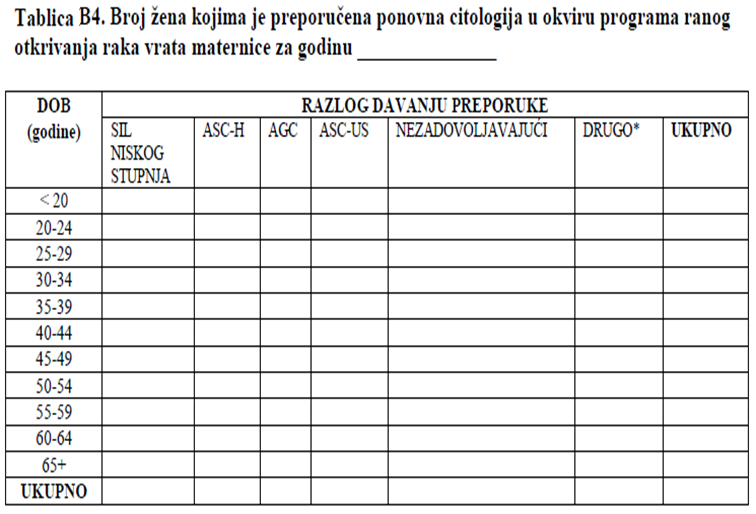 Tablica B4. Broj žena kojima je preporučena ponovna citologija u okviru programa ranog
otkrivanja raka vrata maternice za godinu _______________
DOB
(godine)
RAZLOG DAVANJU PREPORUKE
SIL
NISKOG
STUPNJA
ASC-H
AGC
ASC-US
NEZADOVOLJAVAJUĆI
DRUGO*
UKUPNO
< 20
20-24
25-29
30-34
35-39
40-44
45-49
50-54
55-59
60-64
65+
UKUPNO